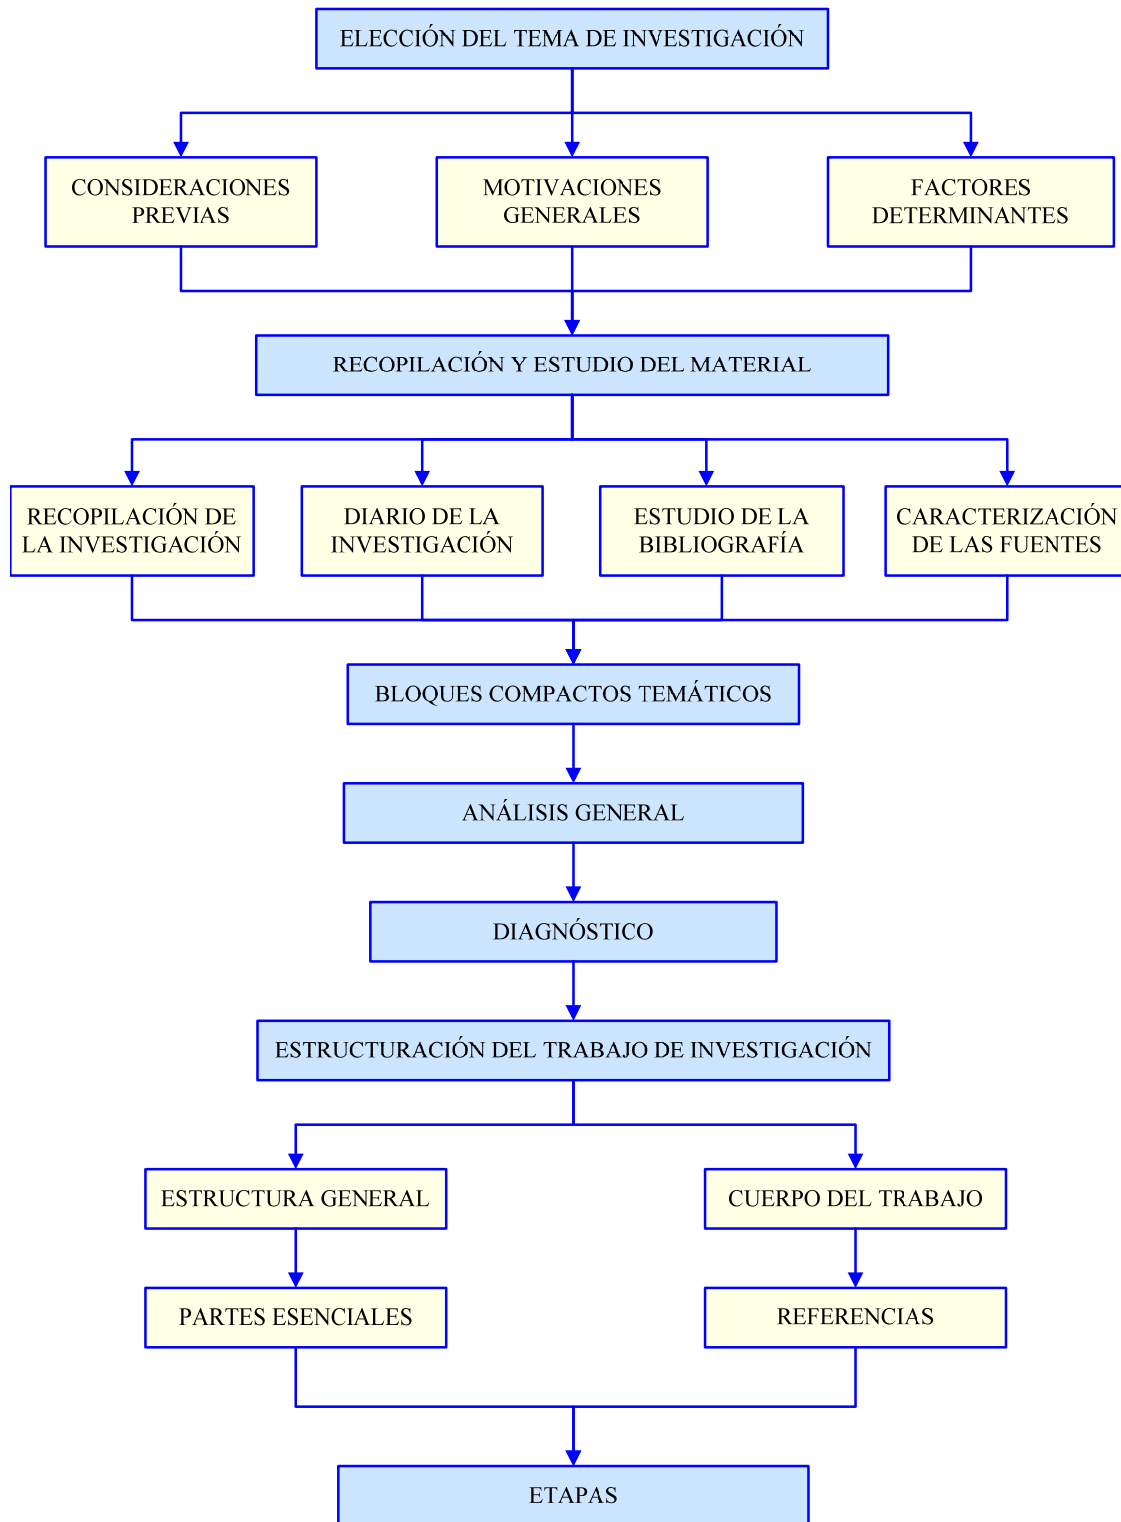 ELECCIÓN DEL TEMA DE INVESTIGACIÓN
CONSIDERACIONES
PREVIAS
MOTIVACIONES
GENERALES
FACTORES
DETERMINANTES
RECOPILACIÓN Y ESTUDIO DEL MATERIAL
RECOPILACIÓN DE
LA INVESTIGACIÓN
DIARIO DE LA
INVESTIGACIÓN
ESTUDIO DE LA
BIBLIOGRAFÍA
CARACTERIZACIÓN
DE LAS FUENTES
BLOQUES COMPACTOS TEMÁTICOS
ANÁLISIS GENERAL
DIAGNÓSTICO
ESTRUCTURACIÓN DEL TRABAJO DE INVESTIGACIÓN
ESTRUCTURA GENERAL
CUERPO DEL TRABAJO
PARTES ESENCIALES
REFERENCIAS
ETAPAS